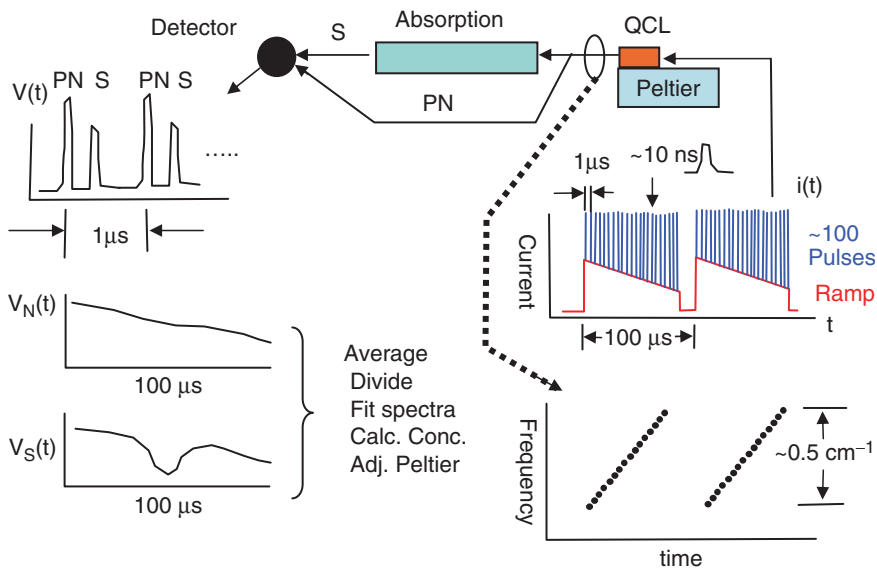 Detector
S
Absorption
QCL
Peltier
PN
PN S PN S
V(t)
.....
1μs
1μs
~10 ns
i(t)
Current
~100
Pulses
Ramp
t
100 μs
V_N(t)
100 μs
V_S(t)
100 μs
Average
Divide
Fit spectra
Calc. Conc.
Adj. Peltier
Frequency
~0.5 cm⁻¹
time